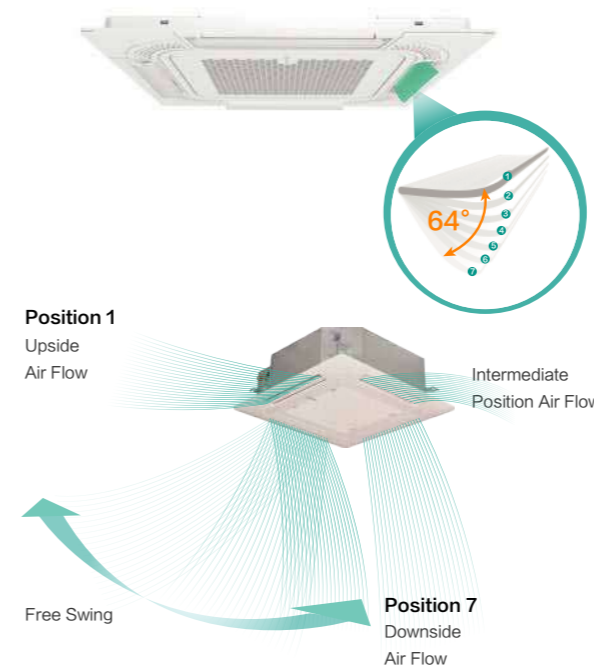 1
2
3
64°
4
5
6
7
Position 1
Upside
Air Flow
Intermediate
Position Air Flow
Free Swing
Position 7
Downside
Air Flow